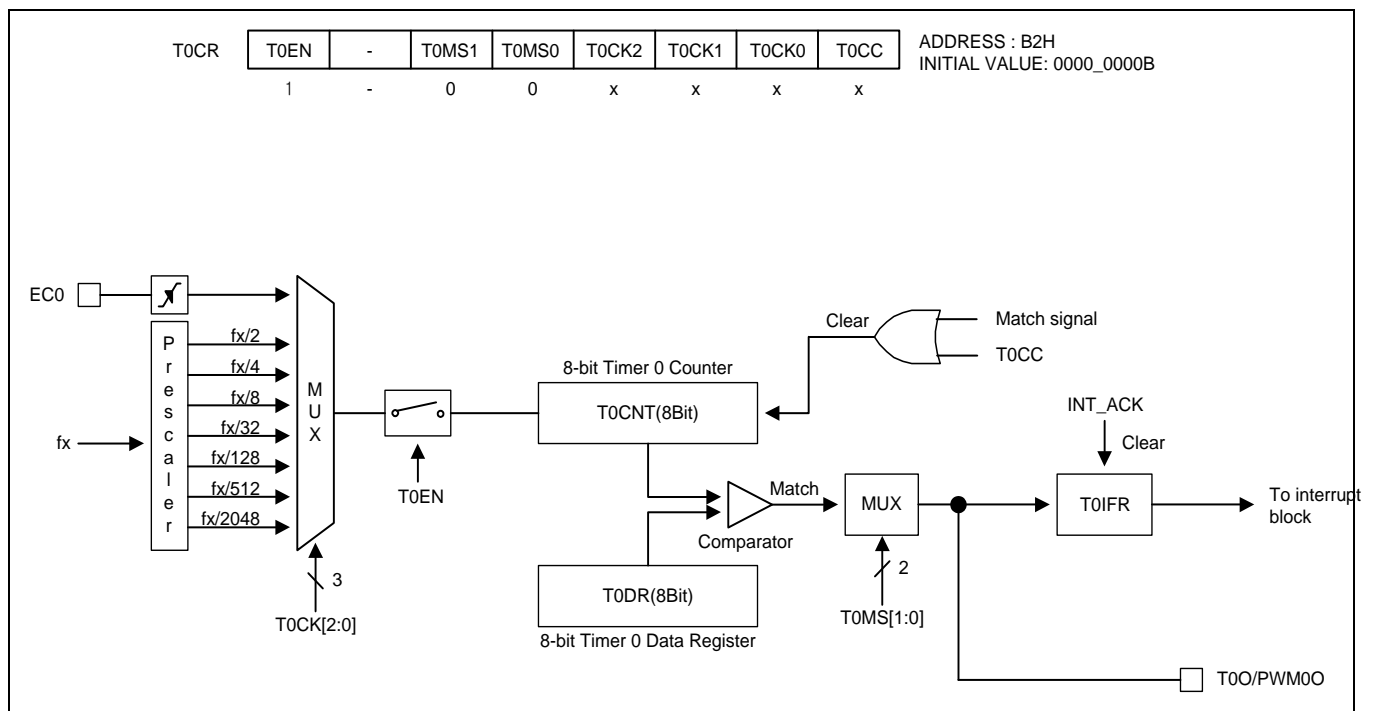 T0CR T0EN - T0MS1 T0MS0 T0CK2 T0CK1 T0CK0 T0CC
ADDRESS : B2H
INITIAL VALUE: 0000_0000B
1 - 0 0 x x x x
EC0
fx
Prescaler
fx/2
fx/4
fx/8
fx/32
fx/128
fx/512
fx/2048
MUX
3
T0CK[2:0]
T0EN
8-bit Timer 0 Counter
T0CNT(8Bit)
Clear
Match signal
T0CC
Match
Comparator
T0DR(8Bit)
8-bit Timer 0 Data Register
MUX
2
T0MS[1:0]
INT_ACK
Clear
T0IFR
To interrupt
block
T0O/PWM0O